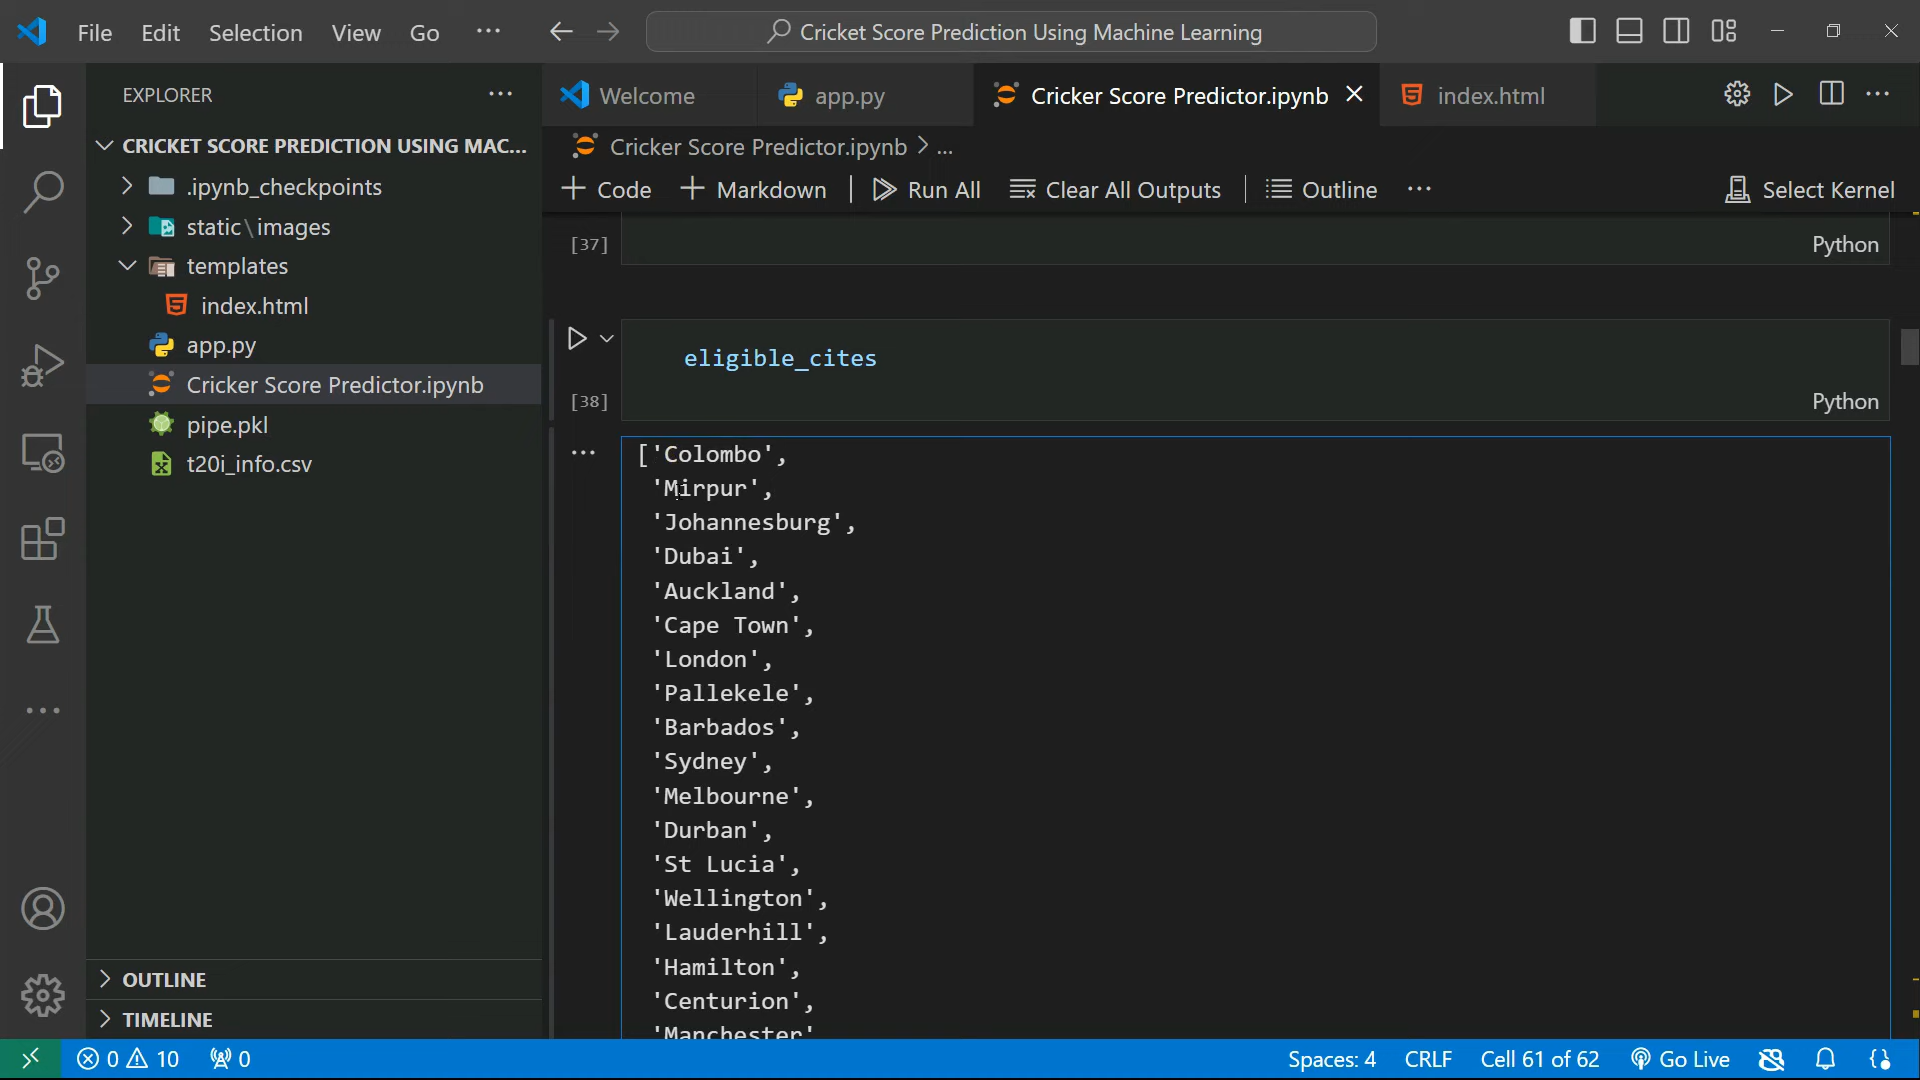 File Edit Selection View Go ···
Cricket Score Prediction Using Machine Learning
EXPLORER ···
CRICKET SCORE PREDICTION USING MAC...
.ipynb_checkpoints
static\images
templates
index.html
app.py
Cricker Score Predictor.ipynb
pipe.pkl
t20i_info.csv
OUTLINE
TIMELINE
Welcome app.py Cricker Score Predictor.ipynb index.html
Cricker Score Predictor.ipynb > ...
+ Code + Markdown Run All Clear All Outputs Outline ··· Select Kernel
[37] Python
eligible_cites
[38] Python
['Colombo',
'Mirpur',
'Johannesburg',
'Dubai',
'Auckland',
'Cape Town',
'London',
'Pallekele',
'Barbados',
'Sydney',
'Melbourne',
'Durban',
'St Lucia',
'Wellington',
'Lauderhill',
'Hamilton',
'Centurion',
'Manchester'
0 10 0 Spaces: 4 CRLF Cell 61 of 62 Go Live